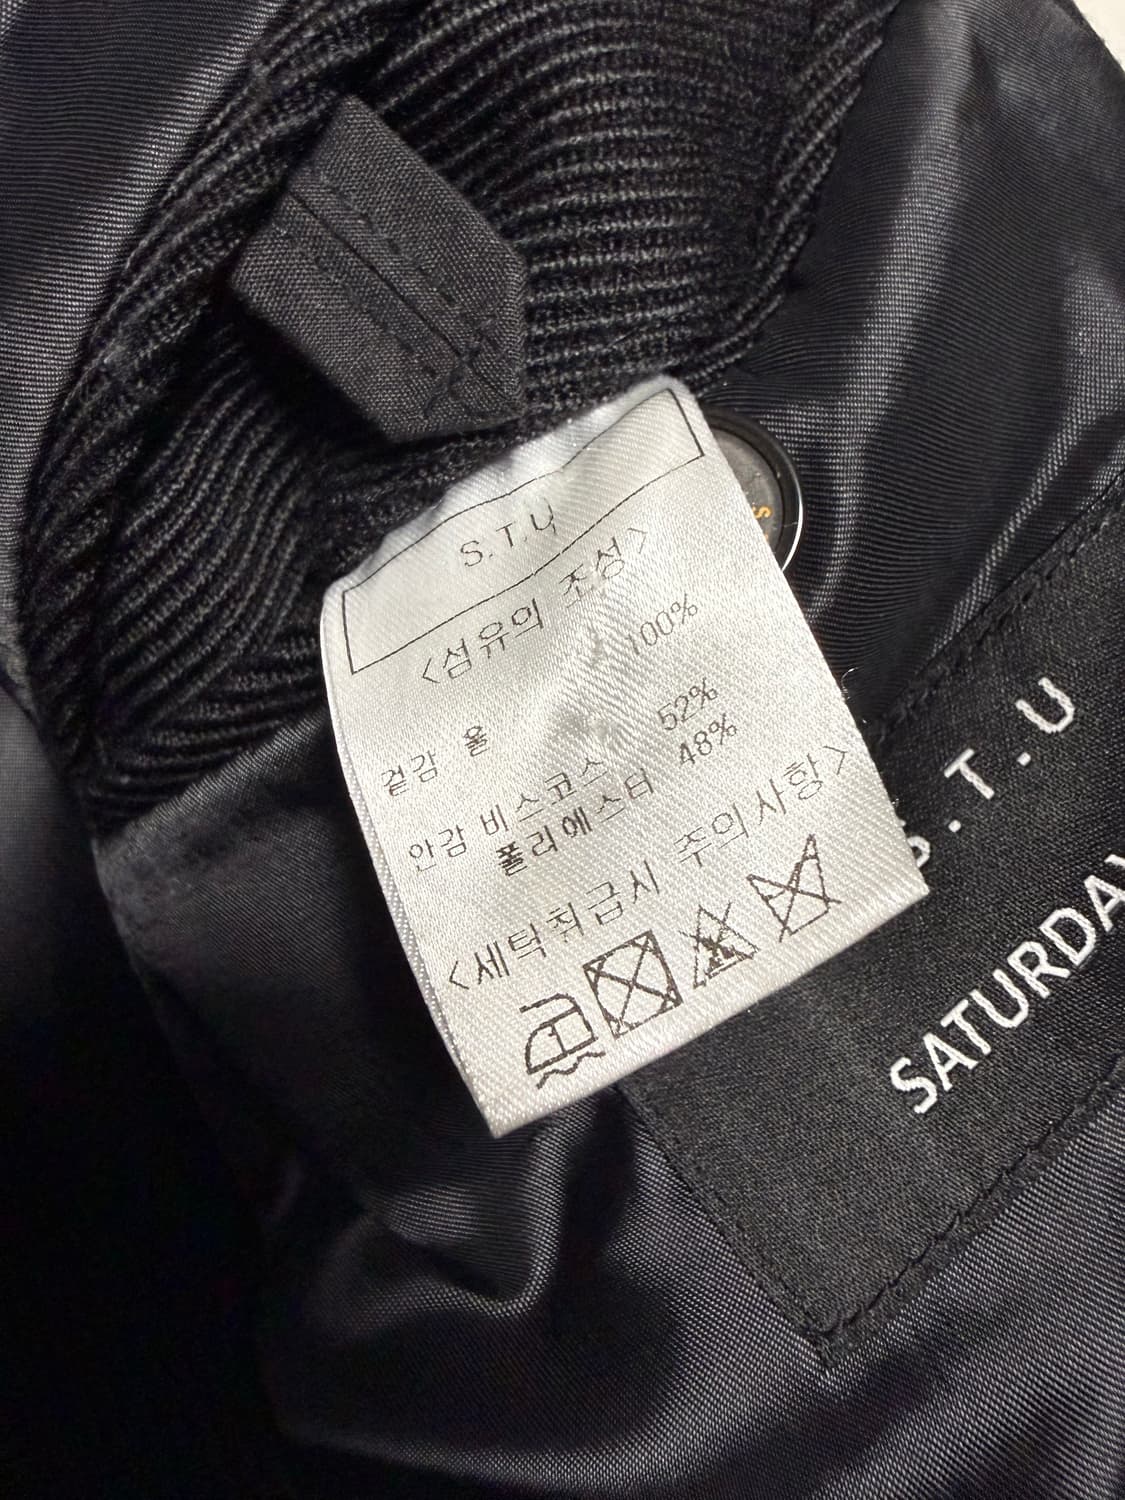 S.T.U
<섬유의 조성>
겉감 울 100%
안감 비스코스 52%
폴리에스터 48%
<세탁취급시 주의사항>
S.T.U
SATURDAY